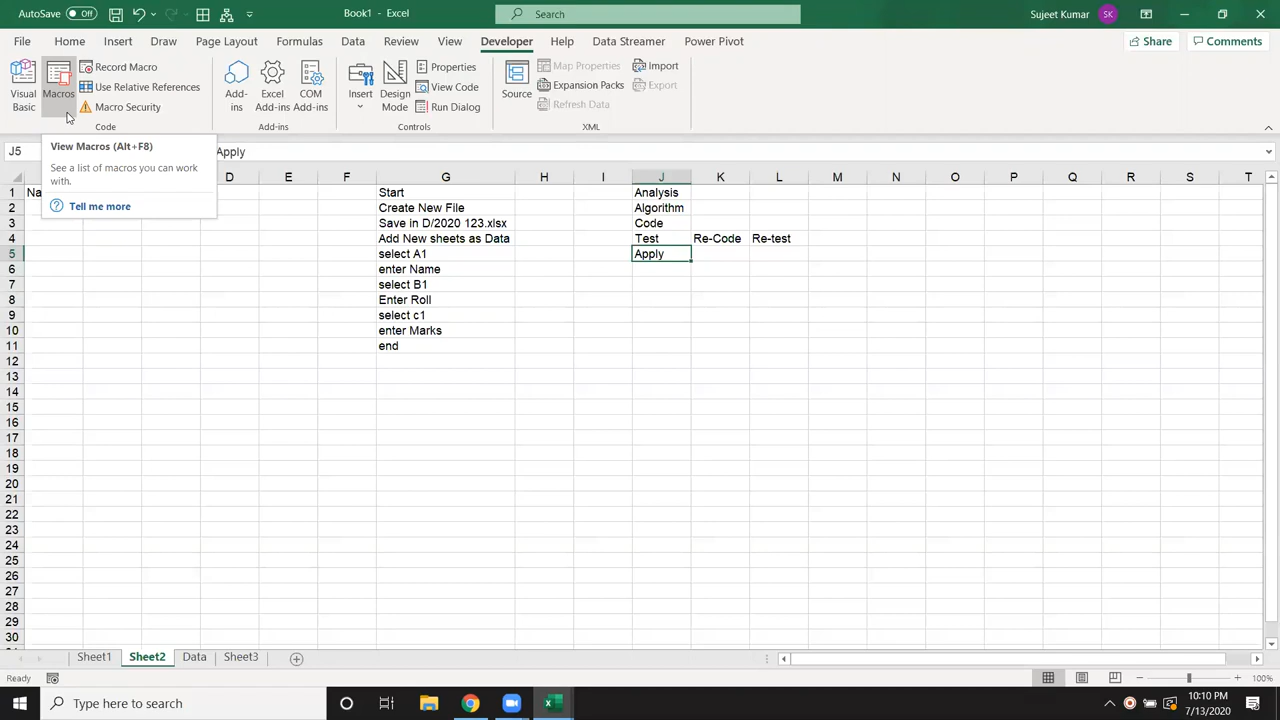 AutoSave Off Book1 - Excel Search Sujeet Kumar SK
File Home Insert Draw Page Layout Formulas Data Review View Developer Help Data Streamer Power Pivot Share Comments
Visual Basic
Macros
Record Macro
Use Relative References
Macro Security
Code
Add-ins
Excel Add-ins
COM Add-ins
Add-ins
Insert
Design Mode
Properties
View Code
Run Dialog
Controls
Source
Map Properties
Expansion Packs
Refresh Data
Import
Export
XML
J5 Apply
View Macros (Alt+F8)
See a list of macros you can work with.
Tell me more
D E F G H I J K L M N O P Q R S T
1 Na Start Analysis
2 Create New File Algorithm
3 Save in D/2020 123.xlsx Code
4 Add New sheets as Data Test Re-Code Re-test
5 select A1 Apply
6 enter Name
7 select B1
8 Enter Roll
9 select c1
10 enter Marks
11 end
12
13
14
15
16
17
18
19
20
21
22
23
24
25
26
27
28
29
30
Sheet1 Sheet2 Data Sheet3
Ready 100%
Type here to search 10:10 PM
7/13/2020